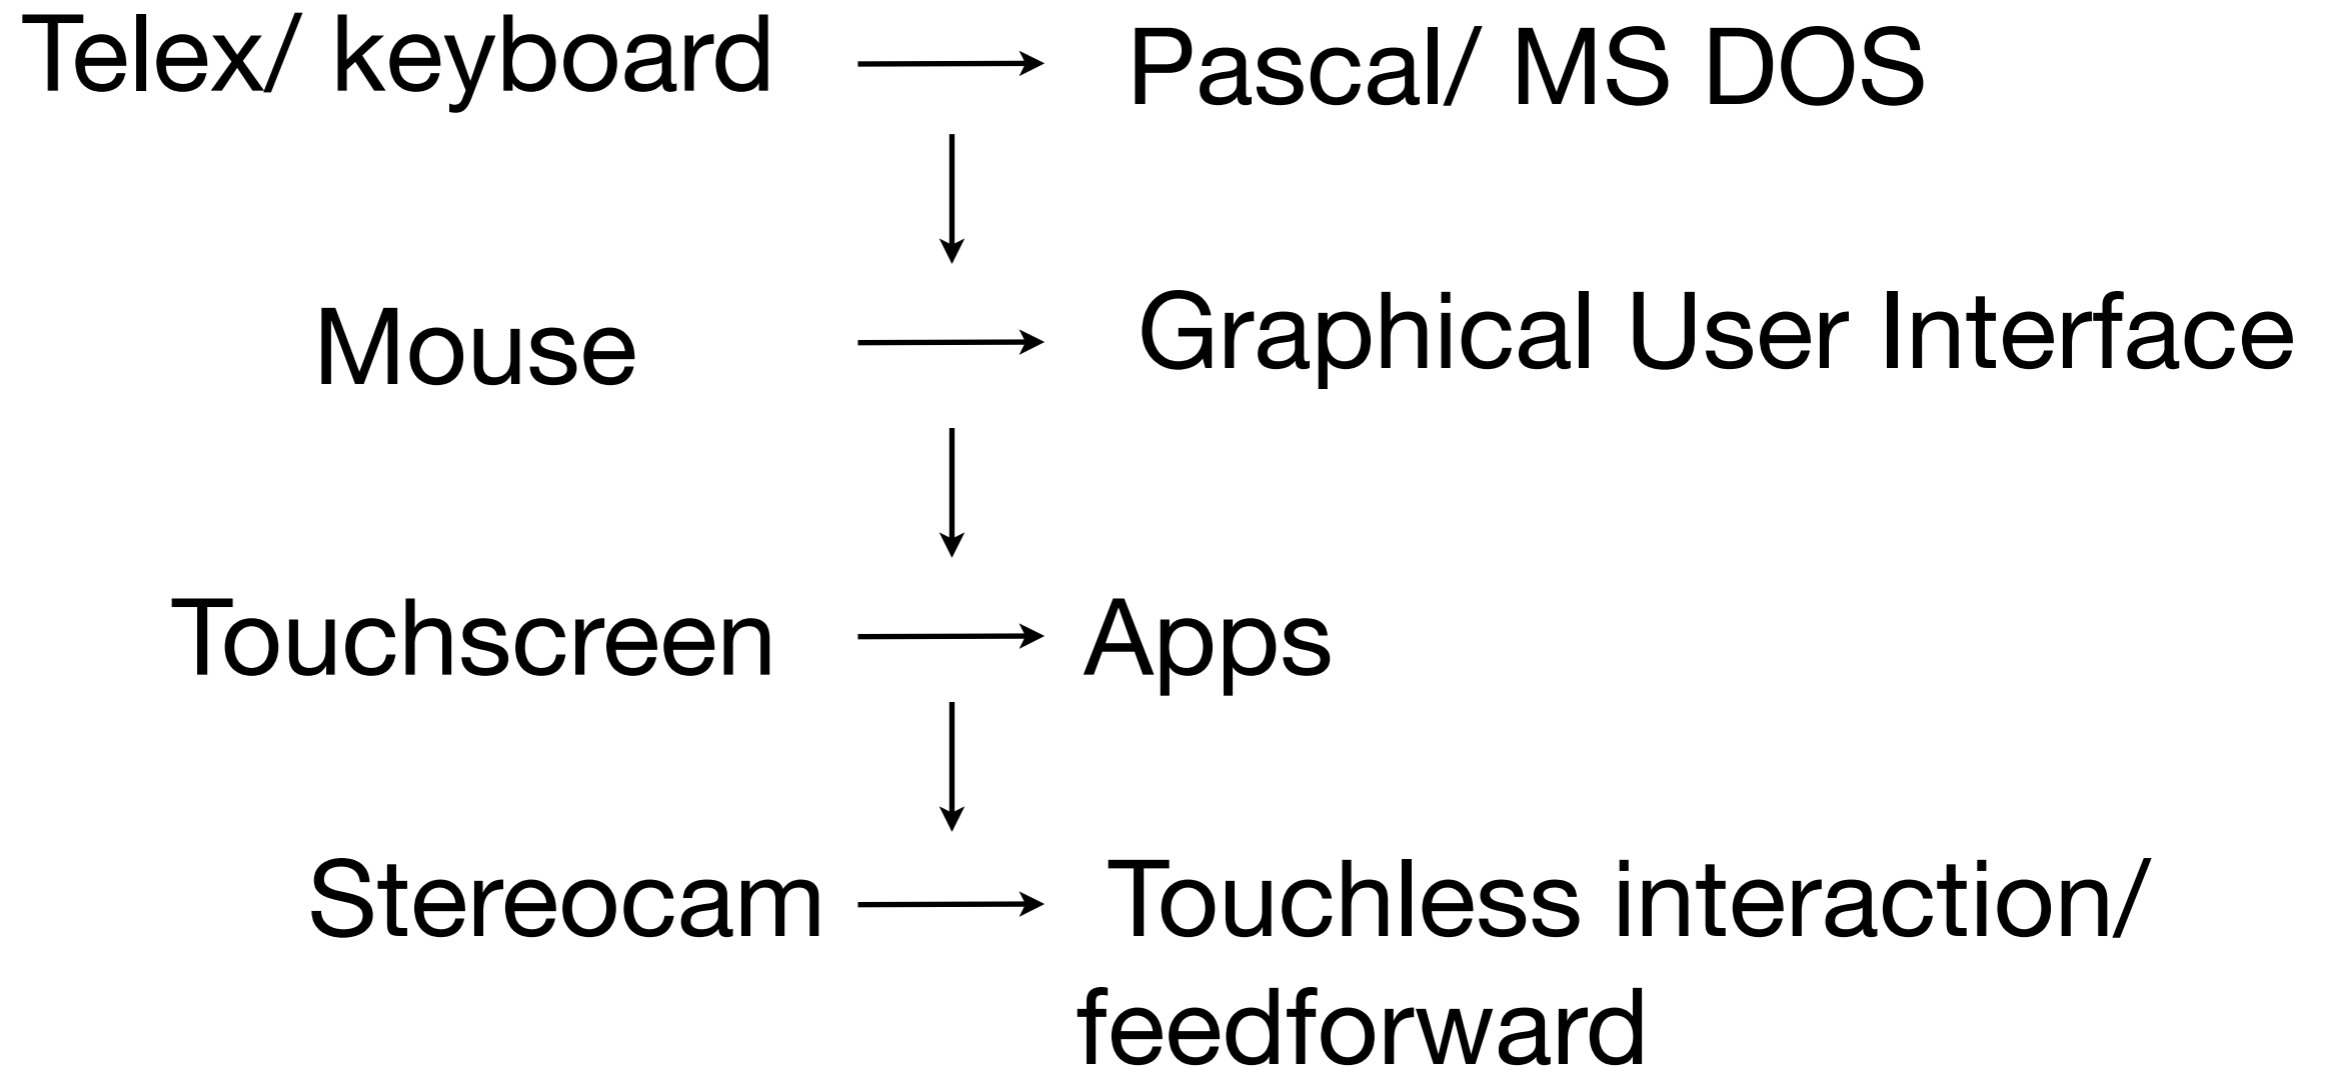 Telex/ keyboard Pascal/ MS DOS
Mouse Graphical User Interface
Touchscreen Apps
Stereocam Touchless interaction/
feedforward